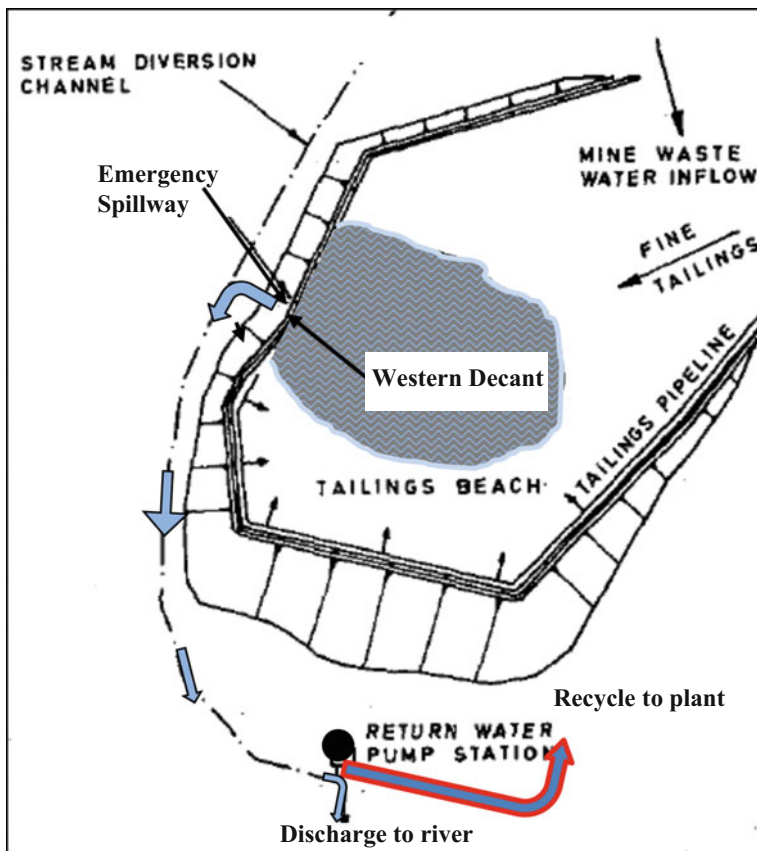 STREAM DIVERSION
CHANNEL
Emergency
Spillway
MINE WASTE
WATER INFLOW
FINE
TAILINGS
Western Decant
TAILINGS PIPELINE
TAILINGS BEACH
Recycle to plant
RETURN WATER
PUMP STATION
Discharge to river